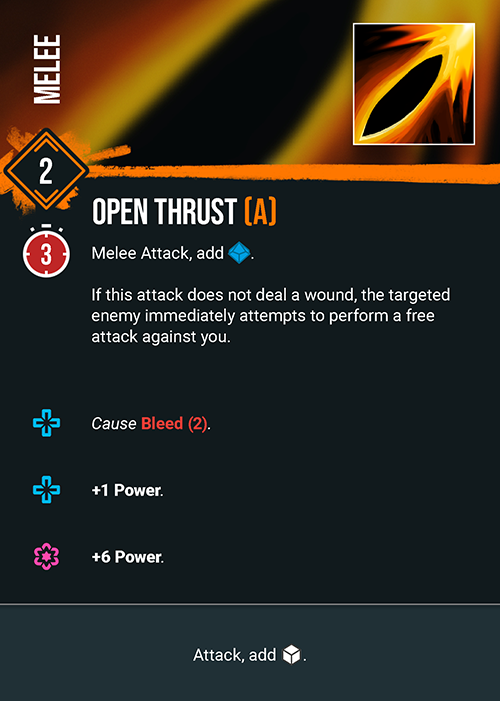 MELEE
2
OPEN THRUST (A)
3
Melee Attack, add .
If this attack does not deal a wound, the targeted
enemy immediately attempts to perform a free
attack against you.
Cause Bleed (2).
+1 Power.
+6 Power.
Attack, add .